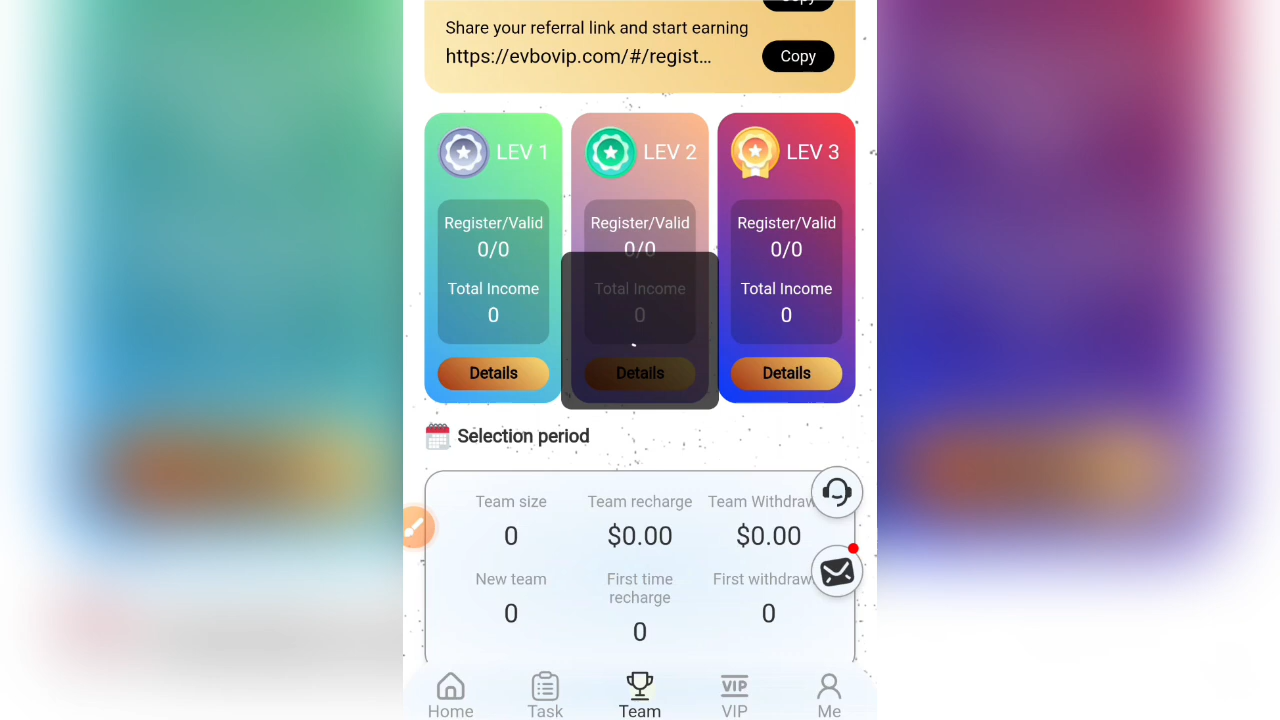 Copy
Share your referral link and start earning
https://evbovip.com/#/regist...
Copy
LEV 1
LEV 2
LEV 3
Register/Valid
Register/Valid
Register/Valid
0/0
0/0
0/0
Total Income
Total Income
Total Income
0
0
0
Details
Details
Details
Selection period
Team size
Team recharge
Team Withdraw
0
$0.00
$0.00
New team
First time
recharge
First withdraw
0
0
0
Home
Task
Team
VIP
VIP
Me